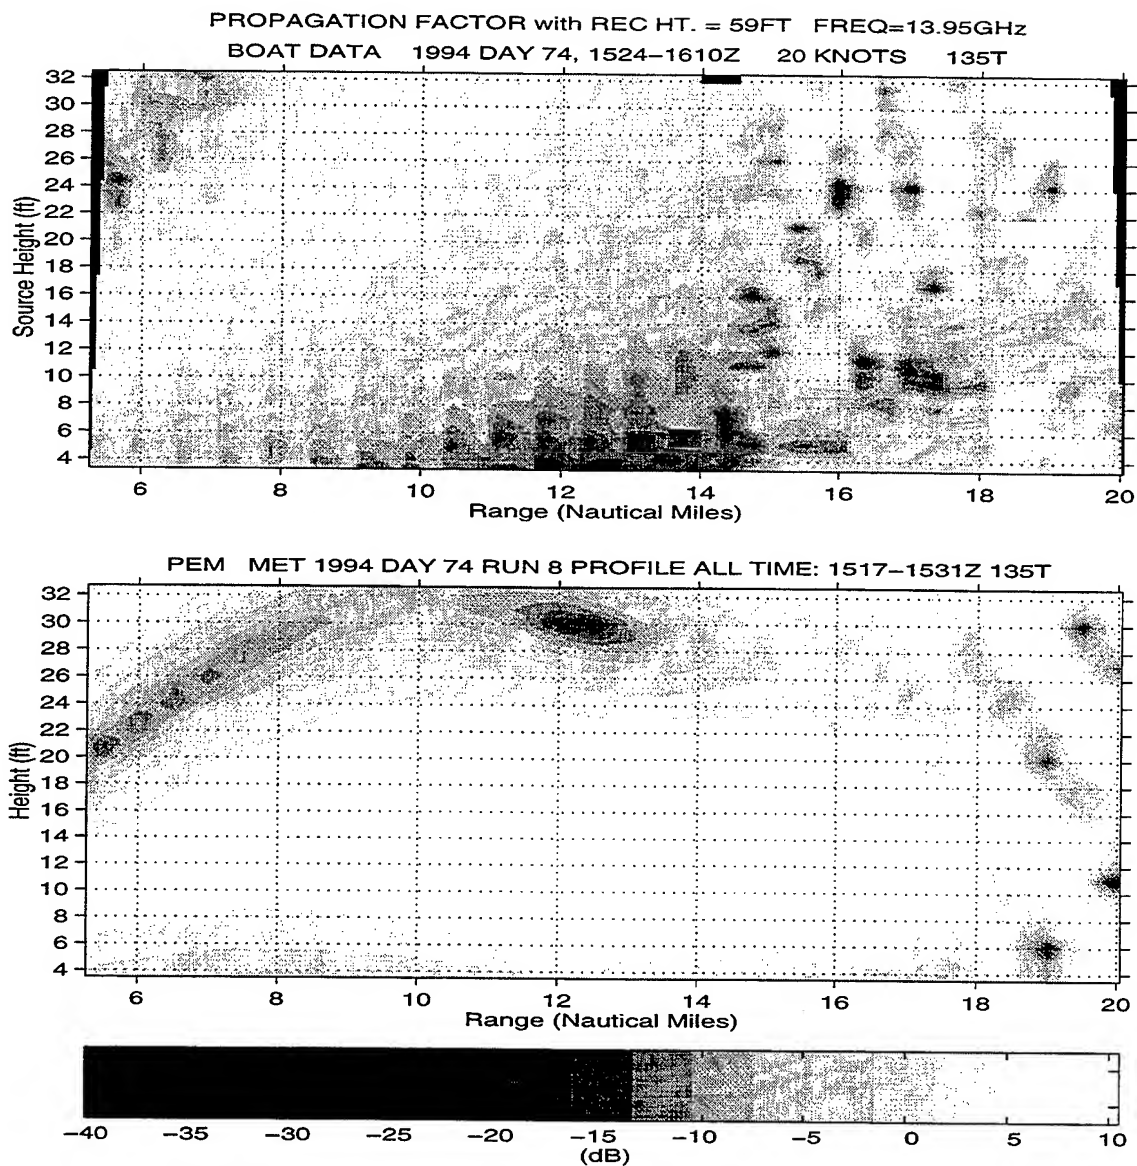 PROPAGATION FACTOR with REC HT. = 59FT FREQ=13.95GHz
BOAT DATA 1994 DAY 74, 1524-1610Z 20 KNOTS 135T
Source Height (ft)
32
30
28
26
24
22
20
18
16
14
12
10
8
6
4
6 8 10 12 14 16 18 20
Range (Nautical Miles)
PEM MET 1994 DAY 74 RUN 8 PROFILE ALL TIME: 1517-1531Z 135T
Height (ft)
32
30
28
26
24
22
20
18
16
14
12
10
8
6
4
6 8 10 12 14 16 18 20
Range (Nautical Miles)
-40 -35 -30 -25 -20 -15 -10 -5 0 5 10
(dB)